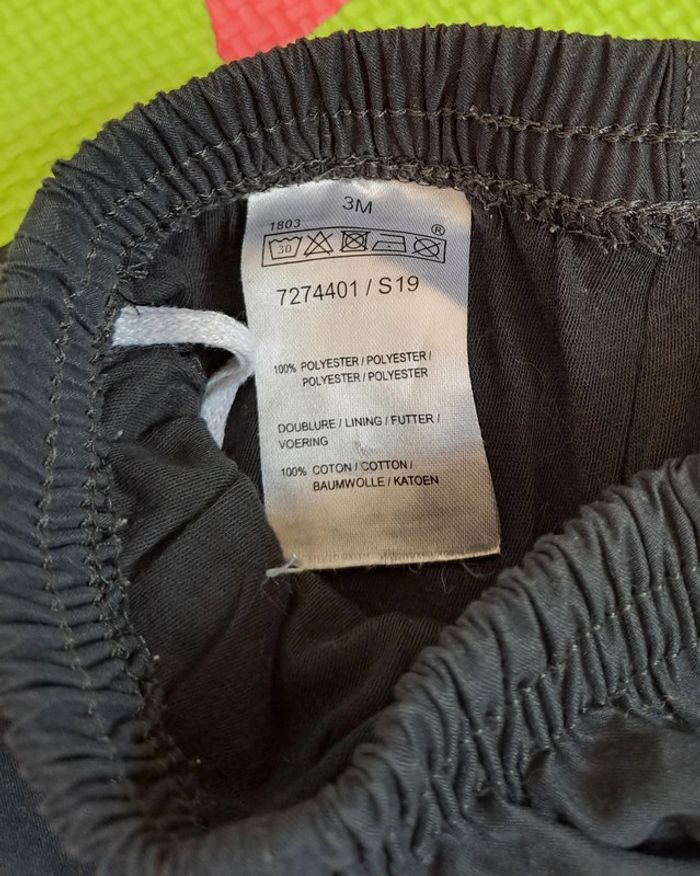 3M
1803
30
®
7274401 / S19
100% POLYESTER / POLYESTER /
POLYESTER / POLYESTER
DOUBLURE / LINING / FUTTER /
VOERING
100% COTON / COTTON /
BAUMWOLLE / KATOEN